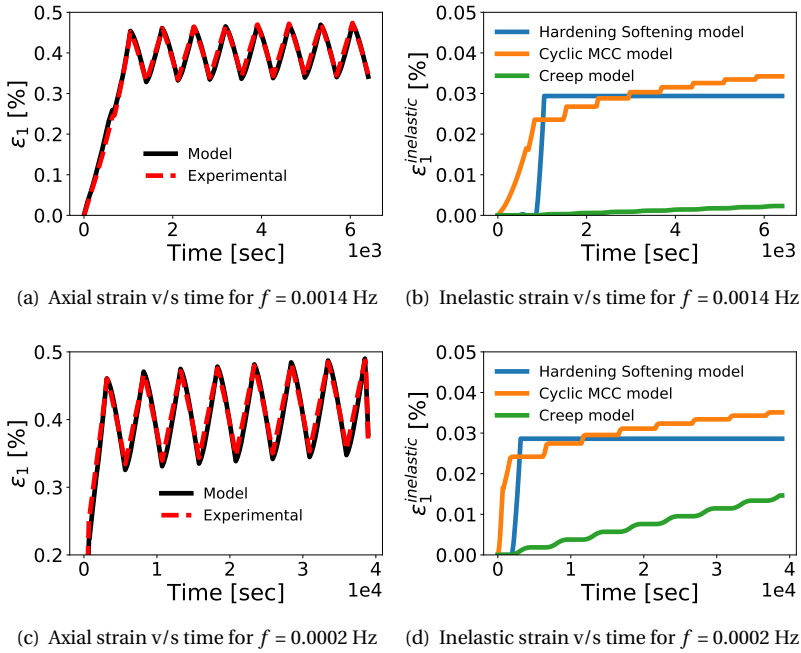 0.5
0.4
0.3
0.2
0.1
0.0
ε₁ [%]
Model
Experimental
0 2 4 6
Time [sec] 1e3
(a) Axial strain v/s time for f = 0.0014 Hz
0.05
0.04
0.03
0.02
0.01
0.00
ε₁^inelastic [%]
Hardening Softening model
Cyclic MCC model
Creep model
0 2 4 6
Time [sec] 1e3
(b) Inelastic strain v/s time for f = 0.0014 Hz
0.5
0.4
0.3
0.2
ε₁ [%]
Model
Experimental
0 1 2 3 4
Time [sec] 1e4
(c) Axial strain v/s time for f = 0.0002 Hz
0.05
0.04
0.03
0.02
0.01
0.00
ε₁^inelastic [%]
Hardening Softening model
Cyclic MCC model
Creep model
0 1 2 3 4
Time [sec] 1e4
(d) Inelastic strain v/s time for f = 0.0002 Hz